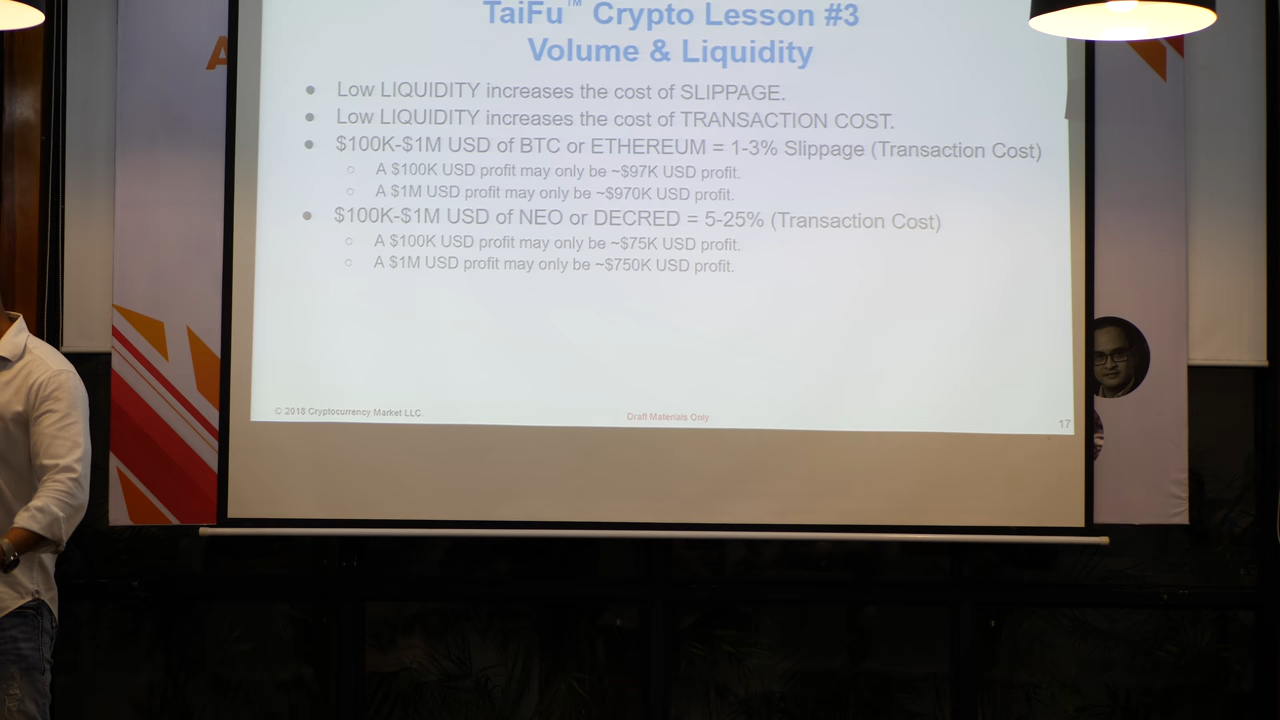 TaiFu™ Crypto Lesson #3
Volume & Liquidity
● Low LIQUIDITY increases the cost of SLIPPAGE.
● Low LIQUIDITY increases the cost of TRANSACTION COST.
● $100K-$1M USD of BTC or ETHEREUM = 1-3% Slippage (Transaction Cost)
○ A $100K USD profit may only be ~$97K USD profit.
○ A $1M USD profit may only be ~$970K USD profit.
● $100K-$1M USD of NEO or DECRED = 5-25% (Transaction Cost)
○ A $100K USD profit may only be ~$75K USD profit.
○ A $1M USD profit may only be ~$750K USD profit.
© 2018 Cryptocurrency Market LLC.
Draft Materials Only
17